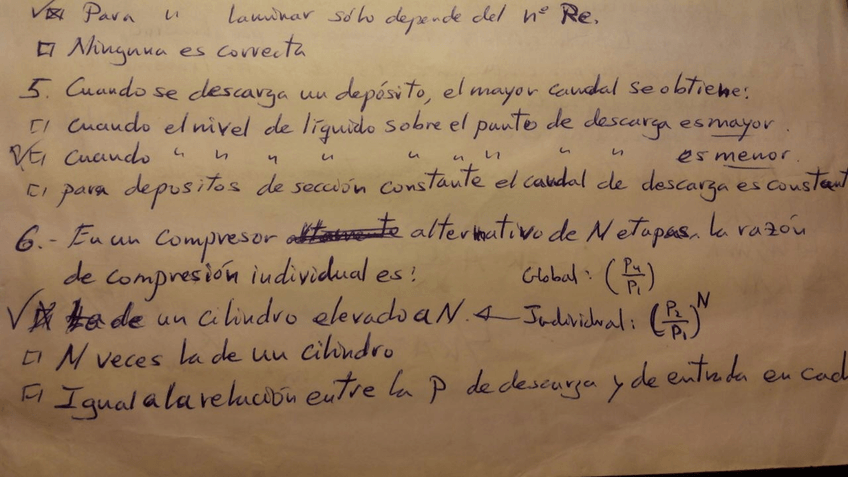 Para " laminar sólo depende del nº Re.
Ninguna es correcta
5. Cuando se descarga un depósito, el mayor caudal se obtiene:
Cuando el nivel de líquido sobre el punto de descarga es mayor.
Cuando " " " " " " " " " es menor.
para depositos de sección constante el caudal de descarga es constant
6.- En un compresor alternativo de N etapas la razón
de compresión individual es: Global: (P4/P1)
de un cilindro elevado a N. ← Individual: (P2/P1)^N
N veces la de un cilindro
Igual a la relación entre la P de descarga y de entrada en cad